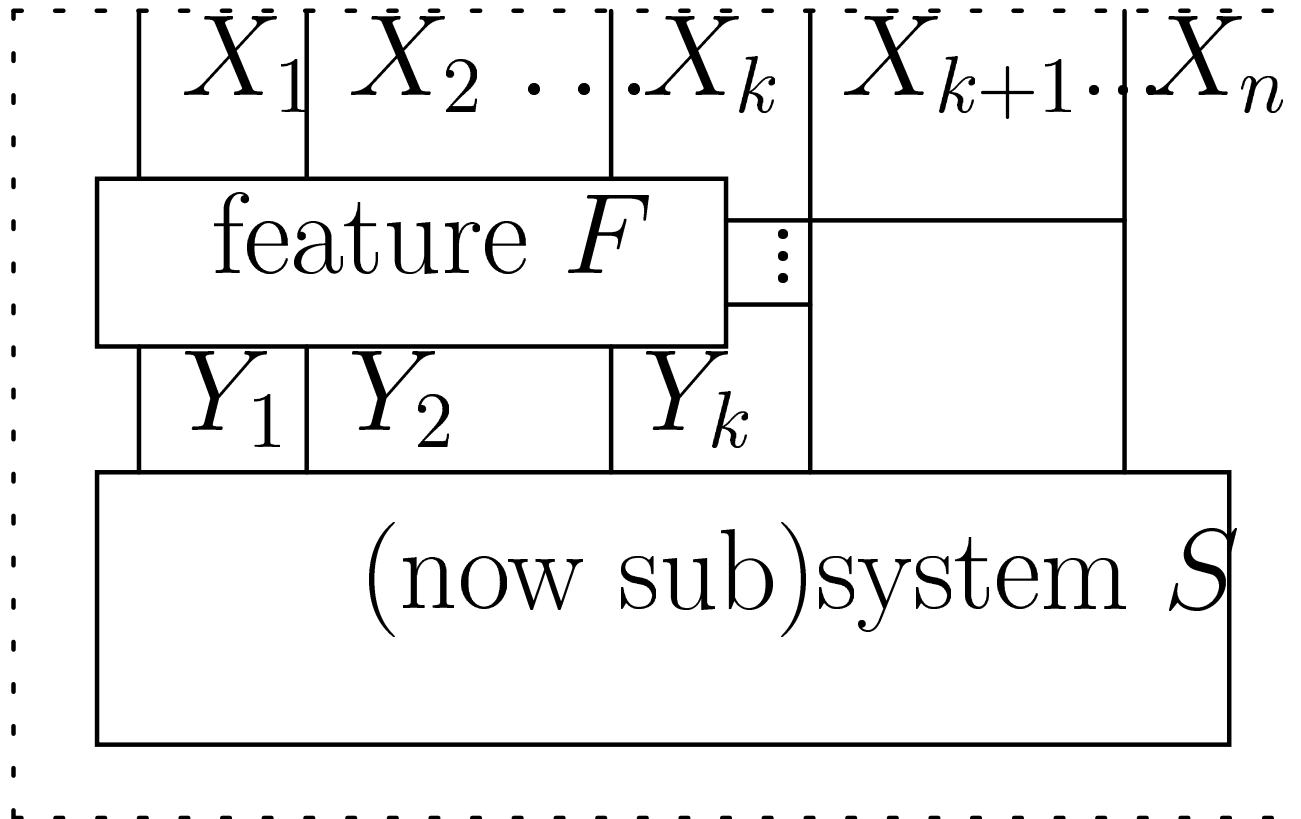 X₁ X₂ ... Xₖ Xₖ₊₁ ... Xₙ
feature F
⋮
Y₁ Y₂ Yₖ
(now sub)system S